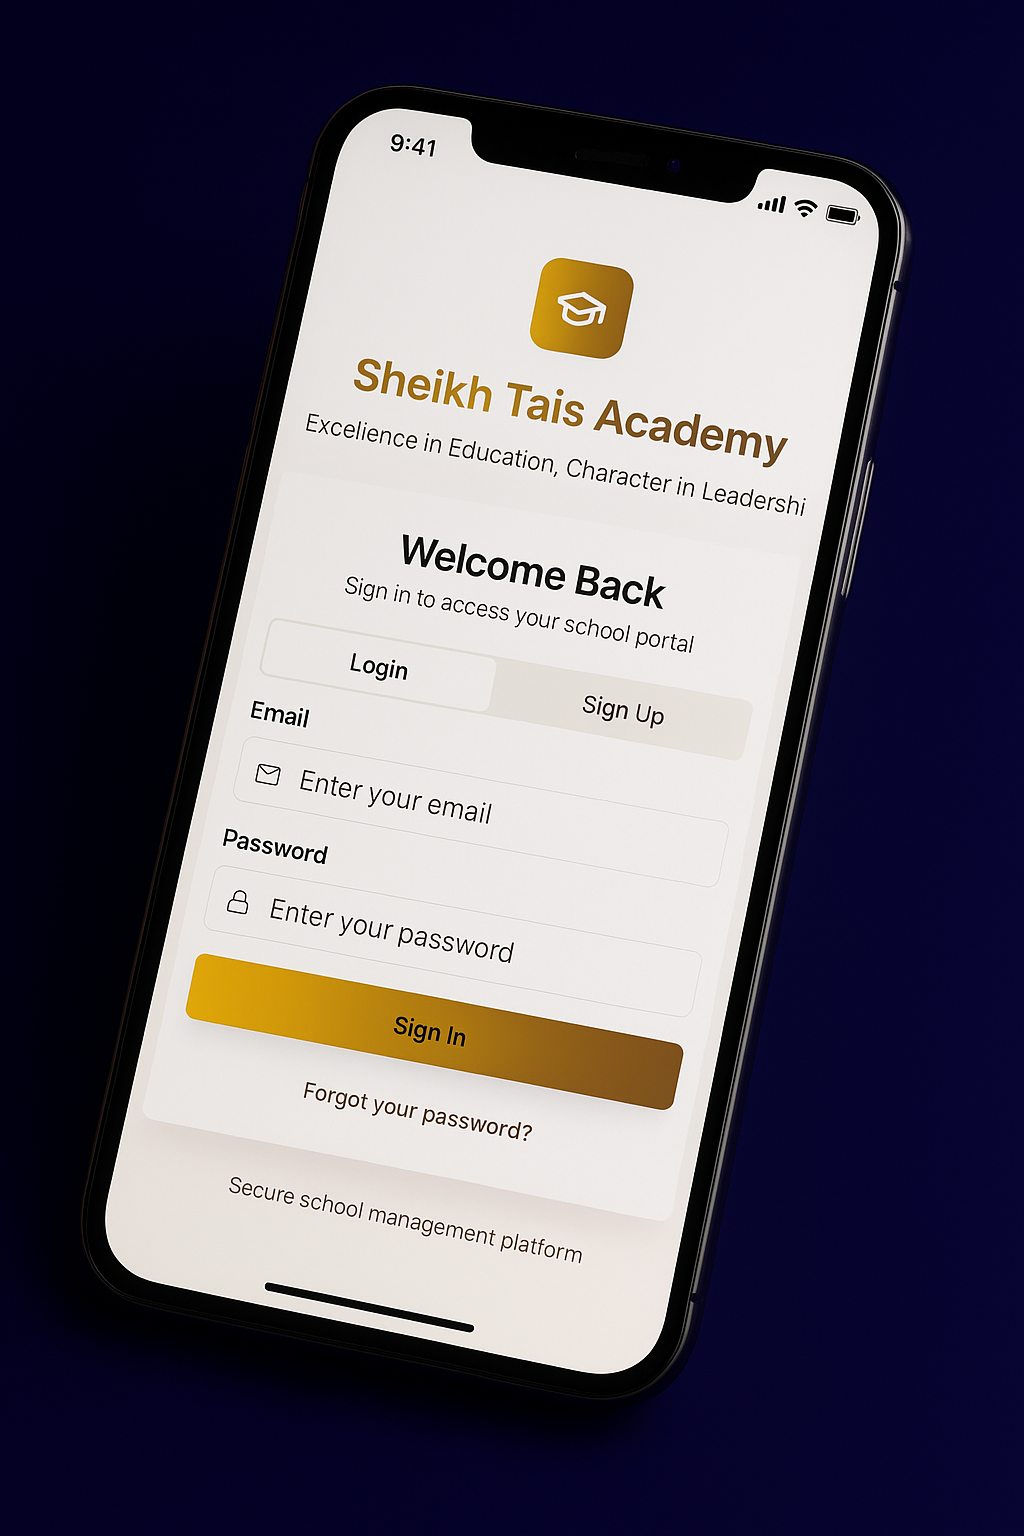 9:41
Sheikh Tais Academy
Excelience in Education, Character in Leadershi
Welcome Back
Sign in to access your school portal
Login
Sign Up
Email
Enter your email
Password
Enter your password
Sign In
Forgot your password?
Secure school management platform